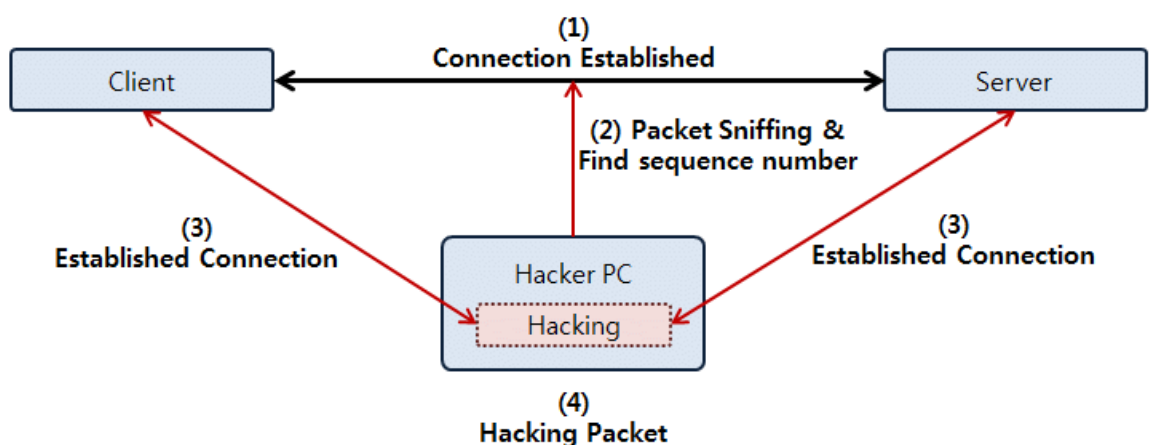 (1)
Connection Established
Client
Server
(2) Packet Sniffing &
Find sequence number
(3)
Established Connection
(3)
Established Connection
Hacker PC
Hacking
(4)
Hacking Packet